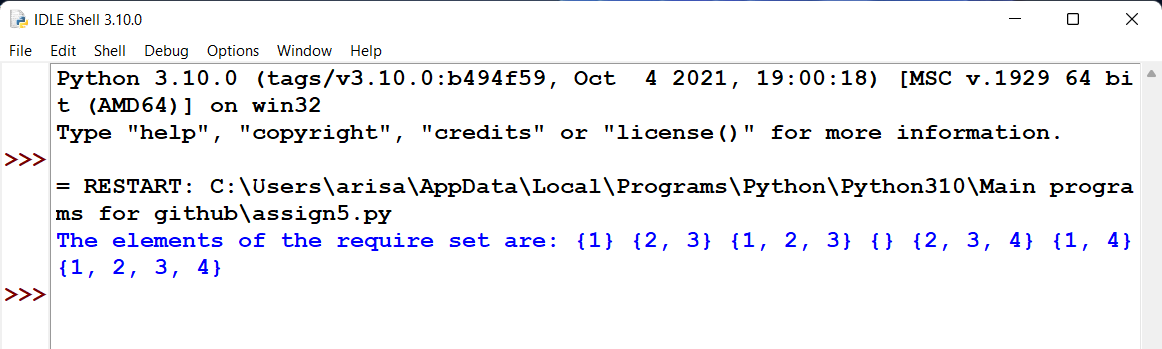 IDLE Shell 3.10.0
File Edit Shell Debug Options Window Help
Python 3.10.0 (tags/v3.10.0:b494f59, Oct  4 2021, 19:00:18) [MSC v.1929 64 bi
t (AMD64)] on win32
Type "help", "copyright", "credits" or "license()" for more information.
>>>
= RESTART: C:\Users\arisa\AppData\Local\Programs\Python\Python310\Main progra
ms for github\assign5.py
The elements of the require set are: {1} {2, 3} {1, 2, 3} {} {2, 3, 4} {1, 4}
{1, 2, 3, 4}
>>>